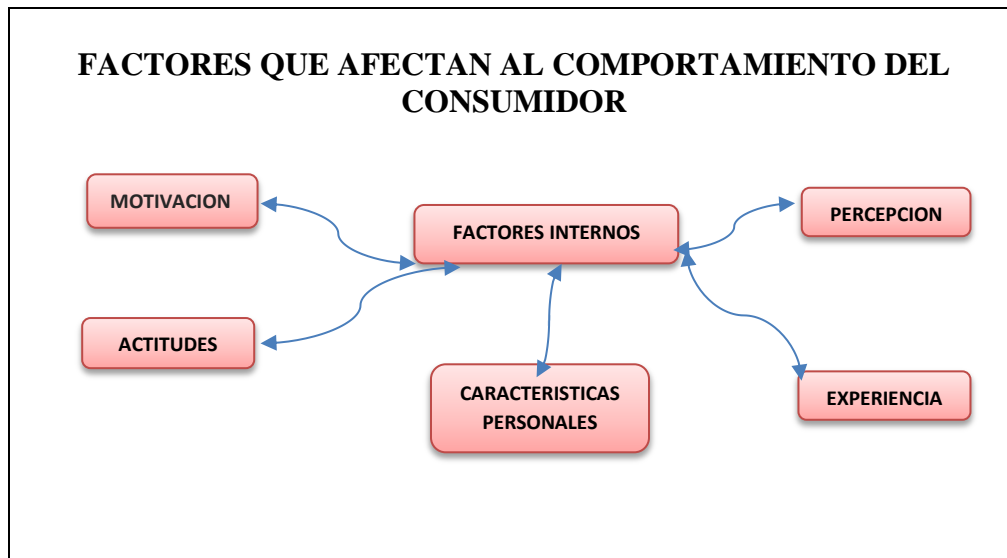 FACTORES QUE AFECTAN AL COMPORTAMIENTO DEL
CONSUMIDOR
MOTIVACION
PERCEPCION
FACTORES INTERNOS
ACTITUDES
CARACTERISTICAS
PERSONALES
EXPERIENCIA